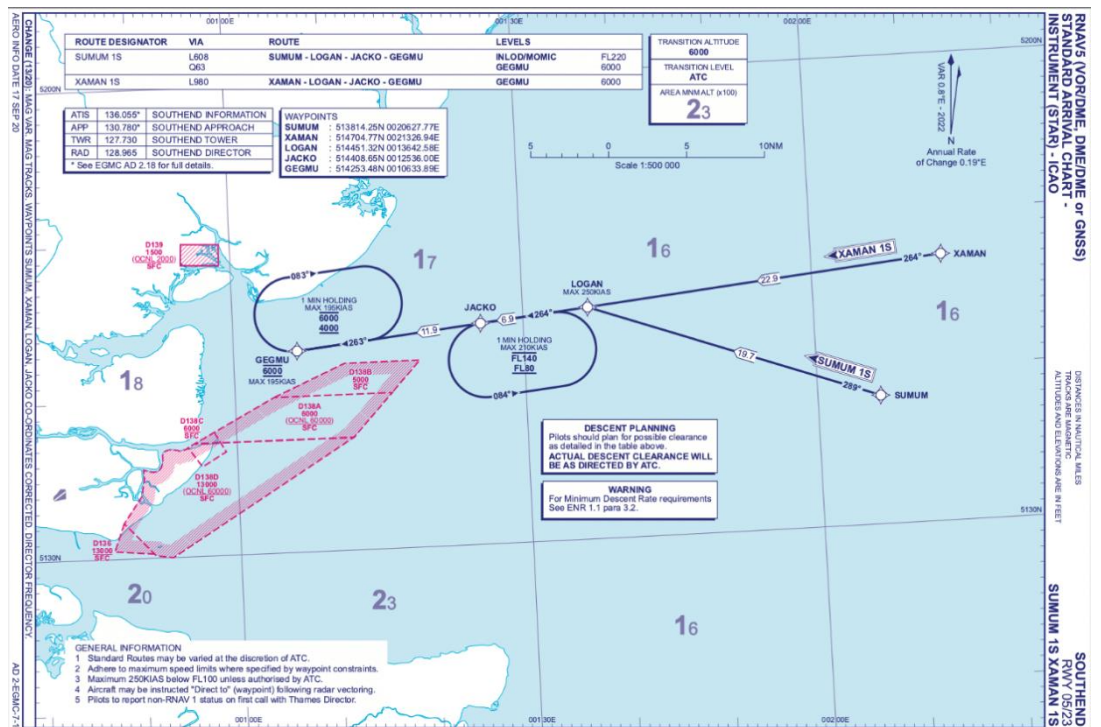 RNAV5 (VOR/DME, DME/DME or GNSS)
STANDARD ARRIVAL CHART -
INSTRUMENT (STAR) - ICAO
SOUTHEND
RWY 05/23
SUMUM 1S XAMAN 1S
DISTANCES IN NAUTICAL MILES
TRACKS ARE MAGNETIC
ALTITUDES AND ELEVATIONS ARE IN FEET
001 00E
001 30E
002 00E
5200N
5200N
ROUTE DESIGNATOR VIA ROUTE LEVELS
SUMUM 1S L608 SUMUM - LOGAN - JACKO - GEGMU INLOD/MOMIC FL220
Q63 GEGMU 6000
XAMAN 1S L980 XAMAN - LOGAN - JACKO - GEGMU GEGMU 6000
TRANSITION ALTITUDE
6000
TRANSITION LEVEL
ATC
AREA MNM ALT (x100)
23
ATIS 136.055* SOUTHEND INFORMATION
APP 130.780* SOUTHEND APPROACH
TWR 127.730 SOUTHEND TOWER
RAD 128.965 SOUTHEND DIRECTOR
* See EGMC AD 2.18 for full details.
WAYPOINTS
SUMUM : 513814.25N 0020627.77E
XAMAN : 514704.77N 0021326.94E
LOGAN : 514451.32N 0013642.58E
JACKO : 514408.65N 0012536.00E
GEGMU : 514253.48N 0010633.89E
5 0 5 10NM
Scale 1:500 000
VAR 0.8°E - 2022
N
Annual Rate
of Change 0.19°E
D139
1500
(OCNL 2000)
SFC
17
16
XAMAN 1S
264°
XAMAN
22.9
16
083°
1 MIN HOLDING
MAX 195KIAS
6000
4000
263°
11.9
GEGMU
6000
MAX 195KIAS
JACKO
6.9
264°
LOGAN
MAX 250KIAS
1 MIN HOLDING
MAX 210KIAS
FL140
FL80
084°
19.7
SUMUM 1S
289°
SUMUM
18
D138B
5000
SFC
D138A
6000
(OCNL 60000)
SFC
D138C
6000
SFC
D138D
13000
(OCNL 60000)
SFC
D136
13000
SFC
DESCENT PLANNING
Pilots should plan for possible clearance
as detailed in the table above.
ACTUAL DESCENT CLEARANCE WILL
BE AS DIRECTED BY ATC.
WARNING
For Minimum Descent Rate requirements
See ENR 1.1 para 3.2.
5130N
5130N
20
23
16
GENERAL INFORMATION
1 Standard Routes may be varied at the discretion of ATC.
2 Adhere to maximum speed limits where specified by waypoint constraints.
3 Maximum 250KIAS below FL100 unless authorised by ATC.
4 Aircraft may be instructed "Direct to" (waypoint) following radar vectoring.
5 Pilots to report non-RNAV 1 status on first call with Thames Director.
001 00E
001 30E
002 00E
CHANGE (13/20): MAG VAR. MAG TRACKS. WAYPOINTS SUMUM, XAMAN, LOGAN, JACKO CO-ORDINATES CORRECTED. DIRECTOR FREQUENCY.
AERO INFO DATE 17 SEP 20
AD 2-EGMC-7-1